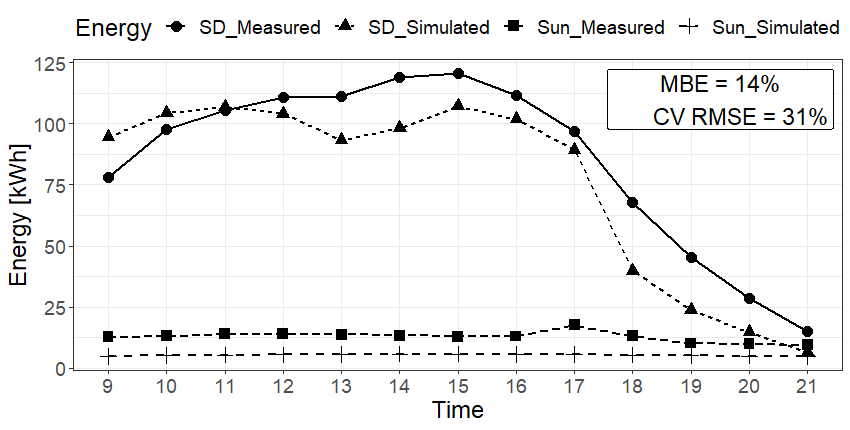 Energy SD_Measured SD_Simulated Sun_Measured Sun_Simulated
MBE = 14%
CV RMSE = 31%
Energy [kWh]
125
100
75
50
25
0
9 10 11 12 13 14 15 16 17 18 19 20 21
Time